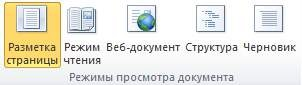 Разметка страницы
Режим чтения
Веб-документ
Структура
Черновик
Режимы просмотра документа